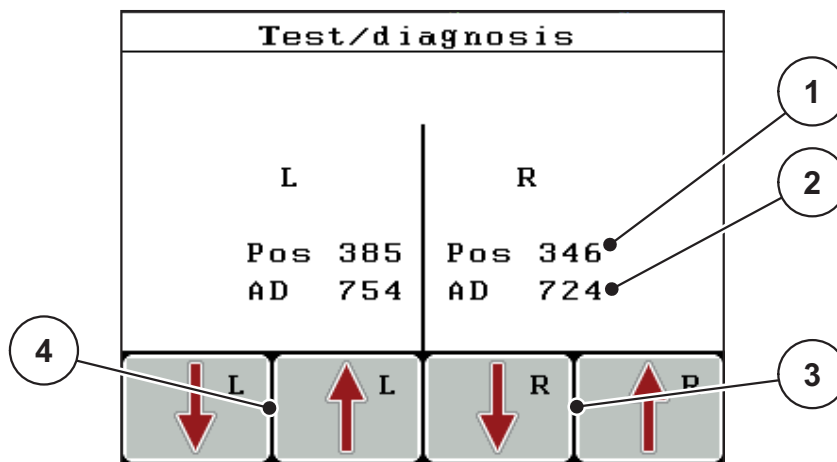 Test/diagnosis
1
L R
2
Pos 385 Pos 346
AD 754 AD 724
4
3
L L R R